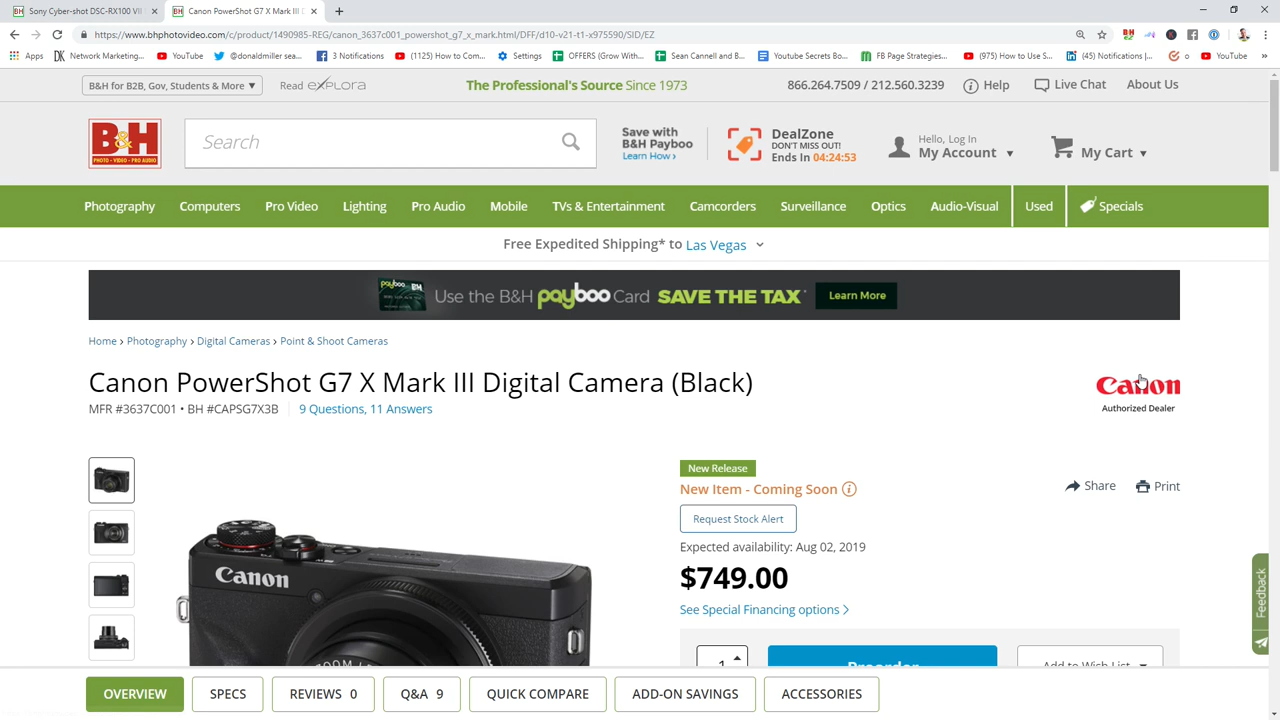 Sony Cyber-shot DSC-RX100 VII
Canon PowerShot G7 X Mark III D
https://www.bhphotovideo.com/c/product/1490985-REG/canon_3637c001_powershot_g7_x_mark.html/DFF/d10-v21-t1-x975590/SID/EZ
Apps
Network Marketing...
YouTube
@donaldmiller sea...
3 Notifications
(1125) How to Com...
Settings
OFFERS (Grow With...
Sean Cannell and B...
Youtube Secrets Bo...
FB Page Strategies...
(975) How to Use S...
(45) Notifications |...
o
YouTube
B&H for B2B, Gov, Students & More ▼
Read eXPLORA
The Professional's Source Since 1973
866.264.7509 / 212.560.3239
Help
Live Chat
About Us
B&H
PHOTO · VIDEO · PRO AUDIO
Search
Save with
B&H Payboo
Learn How ›
DealZone
DON'T MISS OUT!
Ends In 04:24:53
Hello, Log In
My Account ▼
My Cart ▼
Photography
Computers
Pro Video
Lighting
Pro Audio
Mobile
TVs & Entertainment
Camcorders
Surveillance
Optics
Audio-Visual
Used
Specials
Free Expedited Shipping* to Las Vegas
payboo BH
Use the B&H payboo Card SAVE THE TAX*
Learn More
Home › Photography › Digital Cameras › Point & Shoot Cameras
Canon PowerShot G7 X Mark III Digital Camera (Black)
MFR #3637C001 • BH #CAPSG7X3B
9 Questions, 11 Answers
Canon
Authorized Dealer
New Release
New Item - Coming Soon
Request Stock Alert
Expected availability: Aug 02, 2019
$749.00
See Special Financing options ›
Share
Print
Canon
ZOOM L
1
Preorder
Add to Wish List
Feedback
OVERVIEW
SPECS
REVIEWS 0
Q&A 9
QUICK COMPARE
ADD-ON SAVINGS
ACCESSORIES